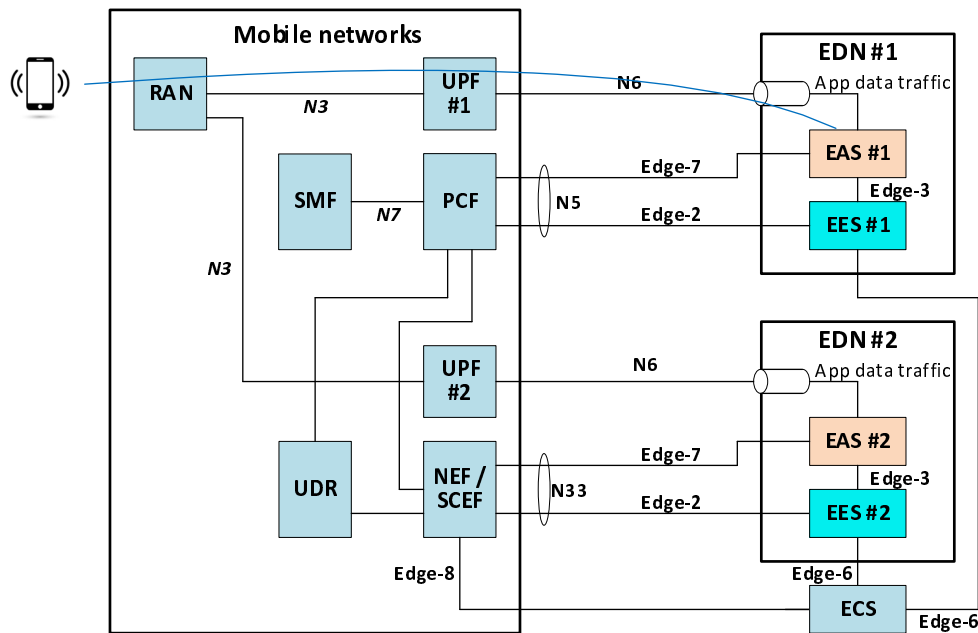 Mobile networks
EDN #1
RAN
UPF
#1
N3
N6
App data traffic
EAS #1
Edge-7
Edge-3
SMF
N7
PCF
N5
Edge-2
EES #1
N3
EDN #2
UPF
#2
N6
App data traffic
EAS #2
Edge-7
Edge-3
UDR
NEF /
SCEF
N33
Edge-2
EES #2
Edge-8
Edge-6
ECS
Edge-6